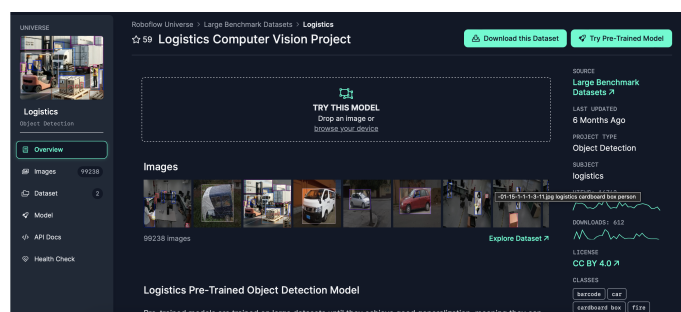 UNIVERSE
Logistics
Object Detection
Overview
Images 99238
Dataset 2
Model
API Docs
Health Check
Roboflow Universe > Large Benchmark Datasets > Logistics
59 Logistics Computer Vision Project
Download this Dataset
Try Pre-Trained Model
TRY THIS MODEL
Drop an image or
browse your device
Images
-01-15-1-1-1-3-11.jpg logistics cardboard box person
99238 images
Explore Dataset
Logistics Pre-Trained Object Detection Model
SOURCE
Large Benchmark
Datasets
LAST UPDATED
6 Months Ago
PROJECT TYPE
Object Detection
SUBJECT
logistics
DOWNLOADS: 612
LICENSE
CC BY 4.0
CLASSES
barcode car
cardboard box fire